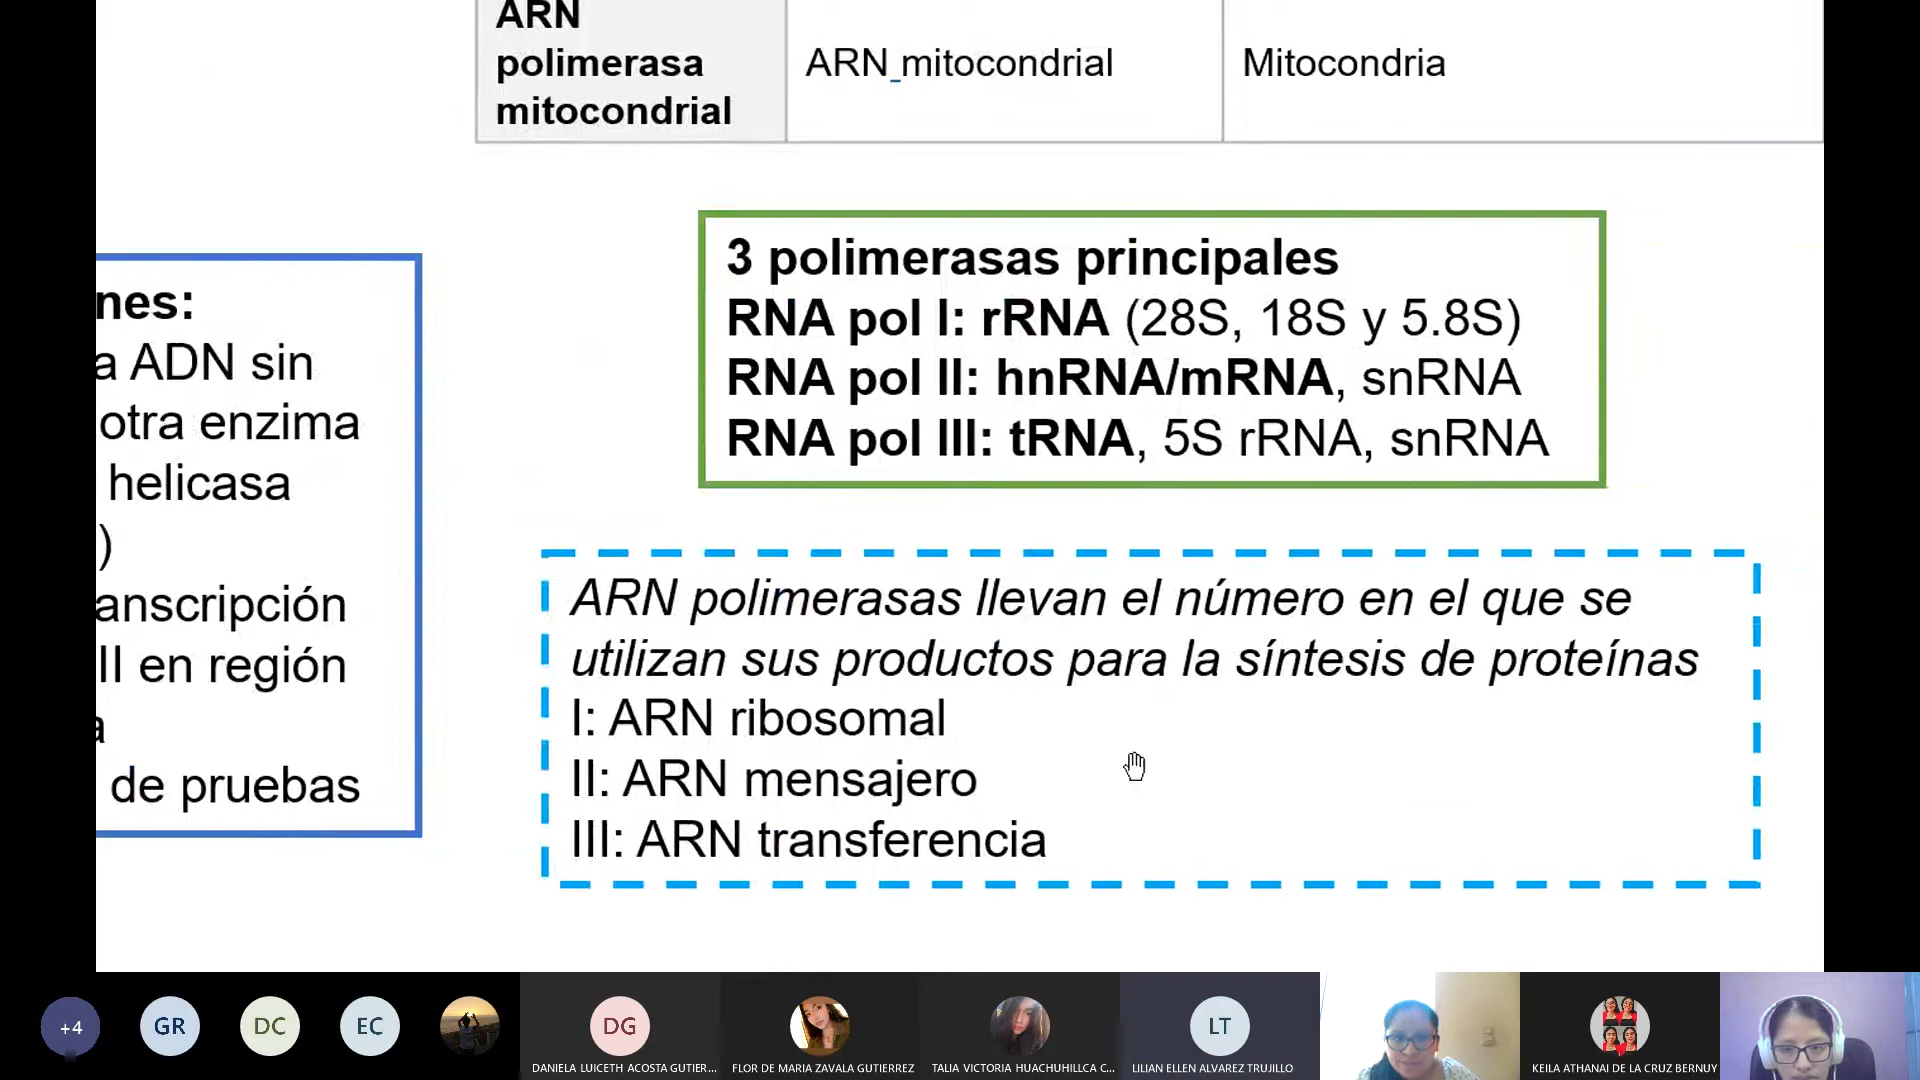 ARN
polimerasa
mitocondrial
ARN mitocondrial
Mitocondria
nes:
a ADN sin
otra enzima
helicasa
)
anscripción
II en región
a
de pruebas
3 polimerasas principales
RNA pol I: rRNA (28S, 18S y 5.8S)
RNA pol II: hnRNA/mRNA, snRNA
RNA pol III: tRNA, 5S rRNA, snRNA
ARN polimerasas llevan el número en el que se
utilizan sus productos para la síntesis de proteínas
I: ARN ribosomal
II: ARN mensajero
III: ARN transferencia
+4
GR
DC
EC
DG
LT
DANIELA LUICETH ACOSTA GUTIER...
FLOR DE MARIA ZAVALA GUTIERREZ
TALIA VICTORIA HUACHUHILLCA C...
LILIAN ELLEN ALVAREZ TRUJILLO
KEILA ATHANAI DE LA CRUZ BERNUY